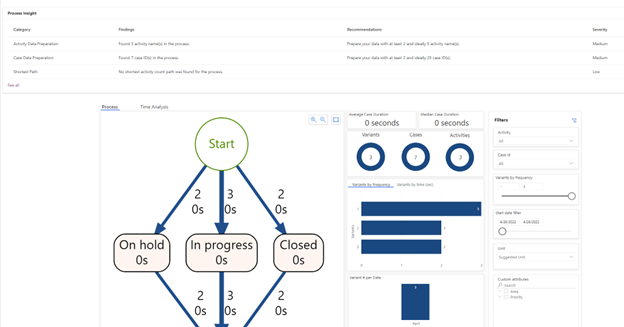 Process Insight
Category Findings Recommendations Severity
Activity Data Preparation Found 3 activity name(s) in the process. Prepare your data with at least 2 and ideally 5 activity name(s). Medium
Case Data Preparation Found 7 case ID(s) in the process. Prepare your data with at least 2 and ideally 25 case ID(s). Medium
Shortest Path No shortest activity count path was found for the process. Low
See all
Process Time Analysis
Start
2 3 2
0s 0s 0s
On hold In progress Closed
0s 0s 0s
2 3 2
0s 0s 0s
Average Case Duration Median Case Duration
0 seconds 0 seconds
Variants Cases Activities
3 7 3
Variants by frequency Variants by time (sec)
Variants
0 1 2 3
Variant # per Date
April
Filters
Activity
All
Case Id
All
Variants by frequency
1 3
Start date filter
4/20/2022 4/20/2022
Unit
Suggested Unit
Custom attributes
Search
Area
Priority